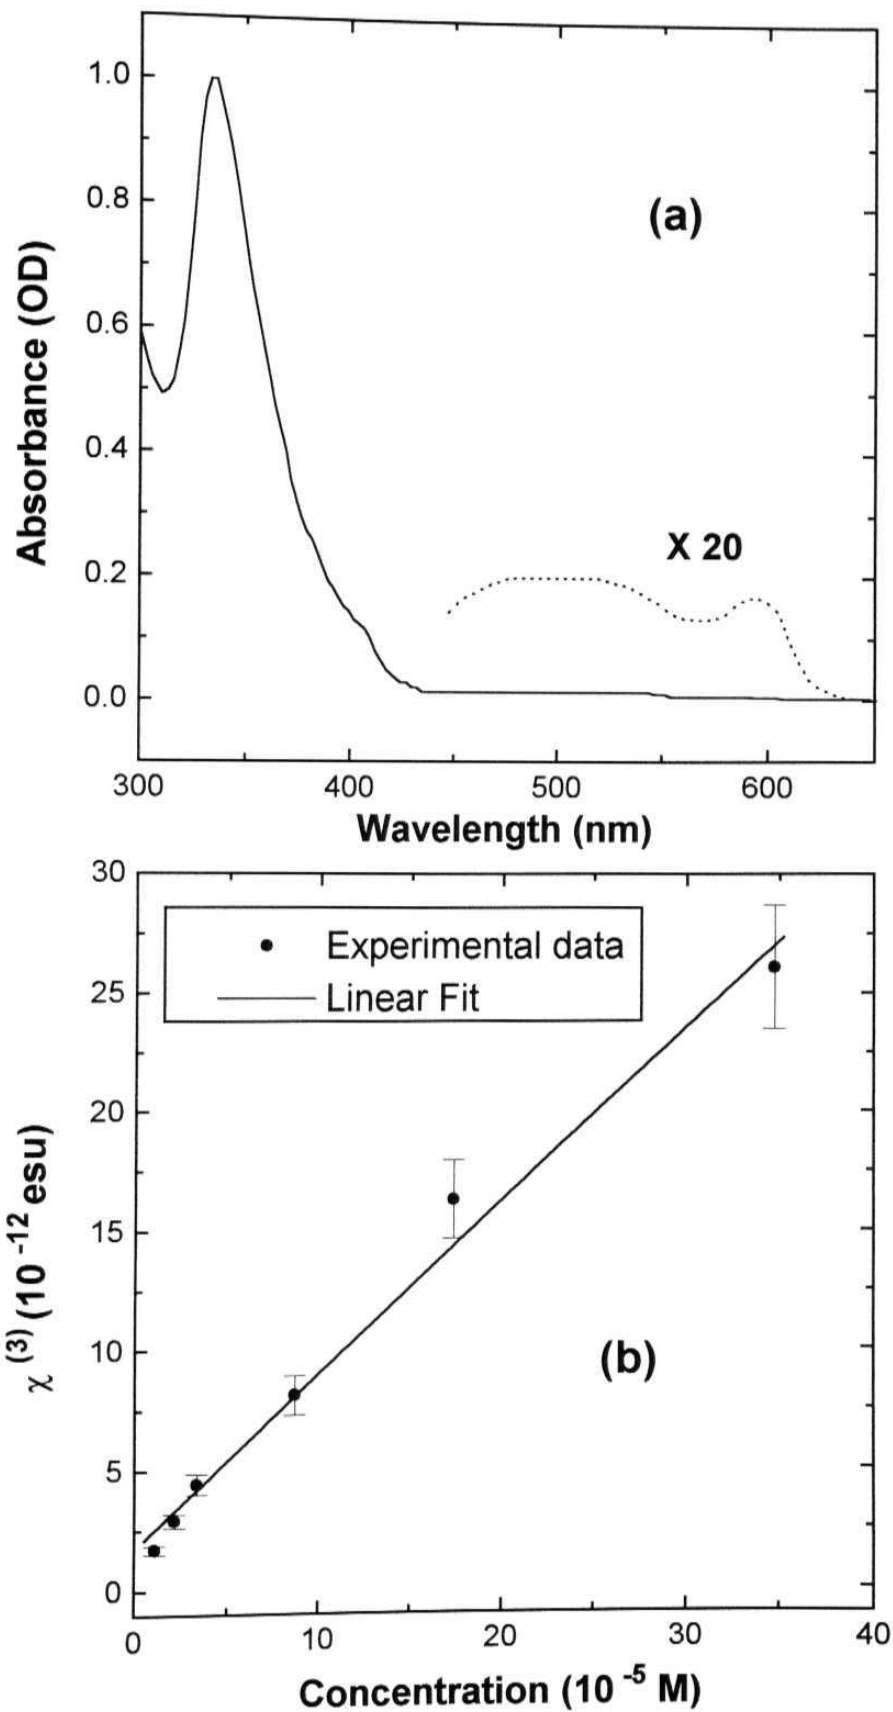 (a)
X 20
Absorbance (OD)
1.0
0.8
0.6
0.4
0.2
0.0
300
400
500
600
Wavelength (nm)
Experimental data
Linear Fit
(b)
χ (3) (10 -12 esu)
30
25
20
15
10
5
0
0
10
20
30
40
Concentration (10 -5 M)